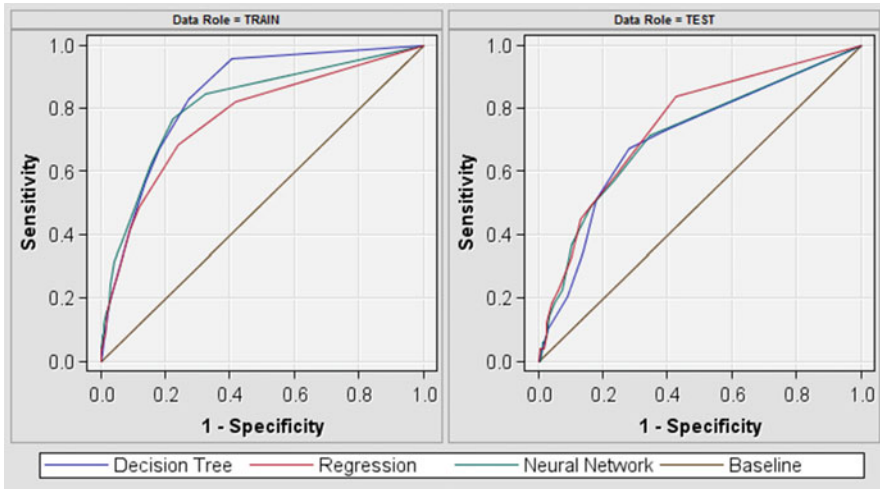 Data Role = TRAIN
Sensitivity
1.0
0.8
0.6
0.4
0.2
0.0
0.0 0.2 0.4 0.6 0.8 1.0
1 - Specificity
Data Role = TEST
Sensitivity
1.0
0.8
0.6
0.4
0.2
0.0
0.0 0.2 0.4 0.6 0.8 1.0
1 - Specificity
Decision Tree Regression Neural Network Baseline